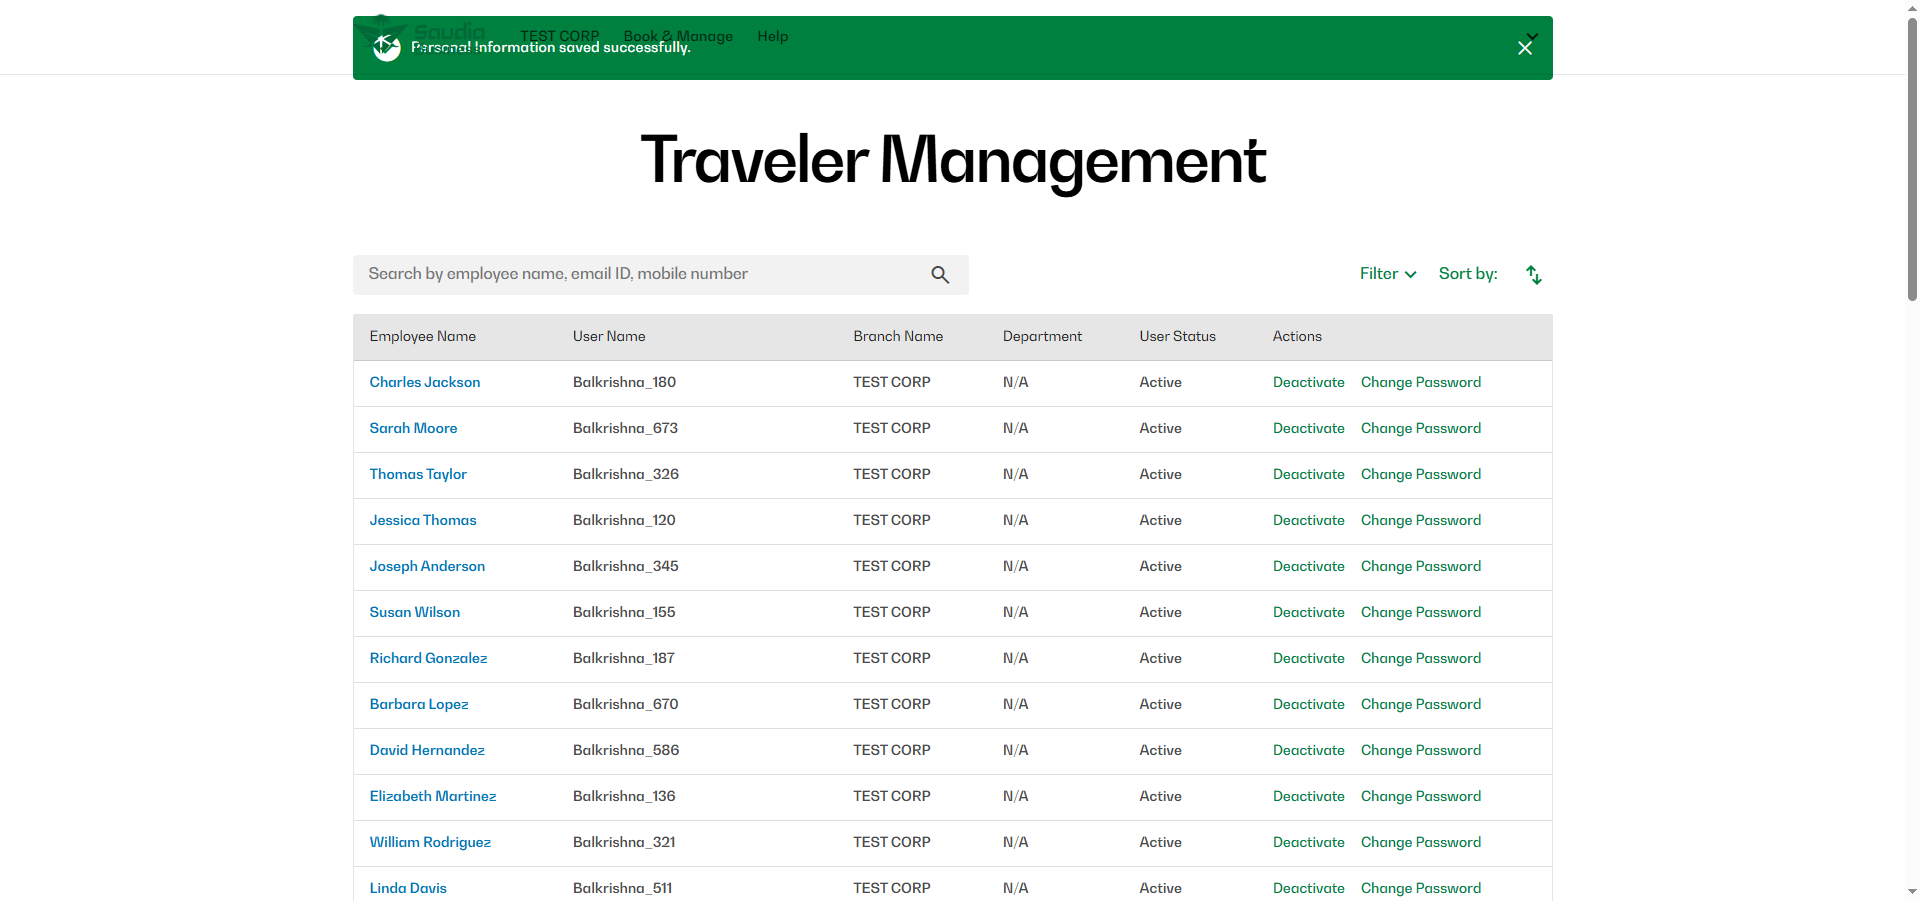 Saudia
TEST CORP Book & Manage Help
Personal Information saved successfully.
Traveler Management
Search by employee name, email ID, mobile number
Filter Sort by:
Employee Name User Name Branch Name Department User Status Actions
Charles Jackson Balkrishna_180 TEST CORP N/A Active Deactivate Change Password
Sarah Moore Balkrishna_673 TEST CORP N/A Active Deactivate Change Password
Thomas Taylor Balkrishna_326 TEST CORP N/A Active Deactivate Change Password
Jessica Thomas Balkrishna_120 TEST CORP N/A Active Deactivate Change Password
Joseph Anderson Balkrishna_345 TEST CORP N/A Active Deactivate Change Password
Susan Wilson Balkrishna_155 TEST CORP N/A Active Deactivate Change Password
Richard Gonzalez Balkrishna_187 TEST CORP N/A Active Deactivate Change Password
Barbara Lopez Balkrishna_670 TEST CORP N/A Active Deactivate Change Password
David Hernandez Balkrishna_586 TEST CORP N/A Active Deactivate Change Password
Elizabeth Martinez Balkrishna_136 TEST CORP N/A Active Deactivate Change Password
William Rodriguez Balkrishna_321 TEST CORP N/A Active Deactivate Change Password
Linda Davis Balkrishna_511 TEST CORP N/A Active Deactivate Change Password